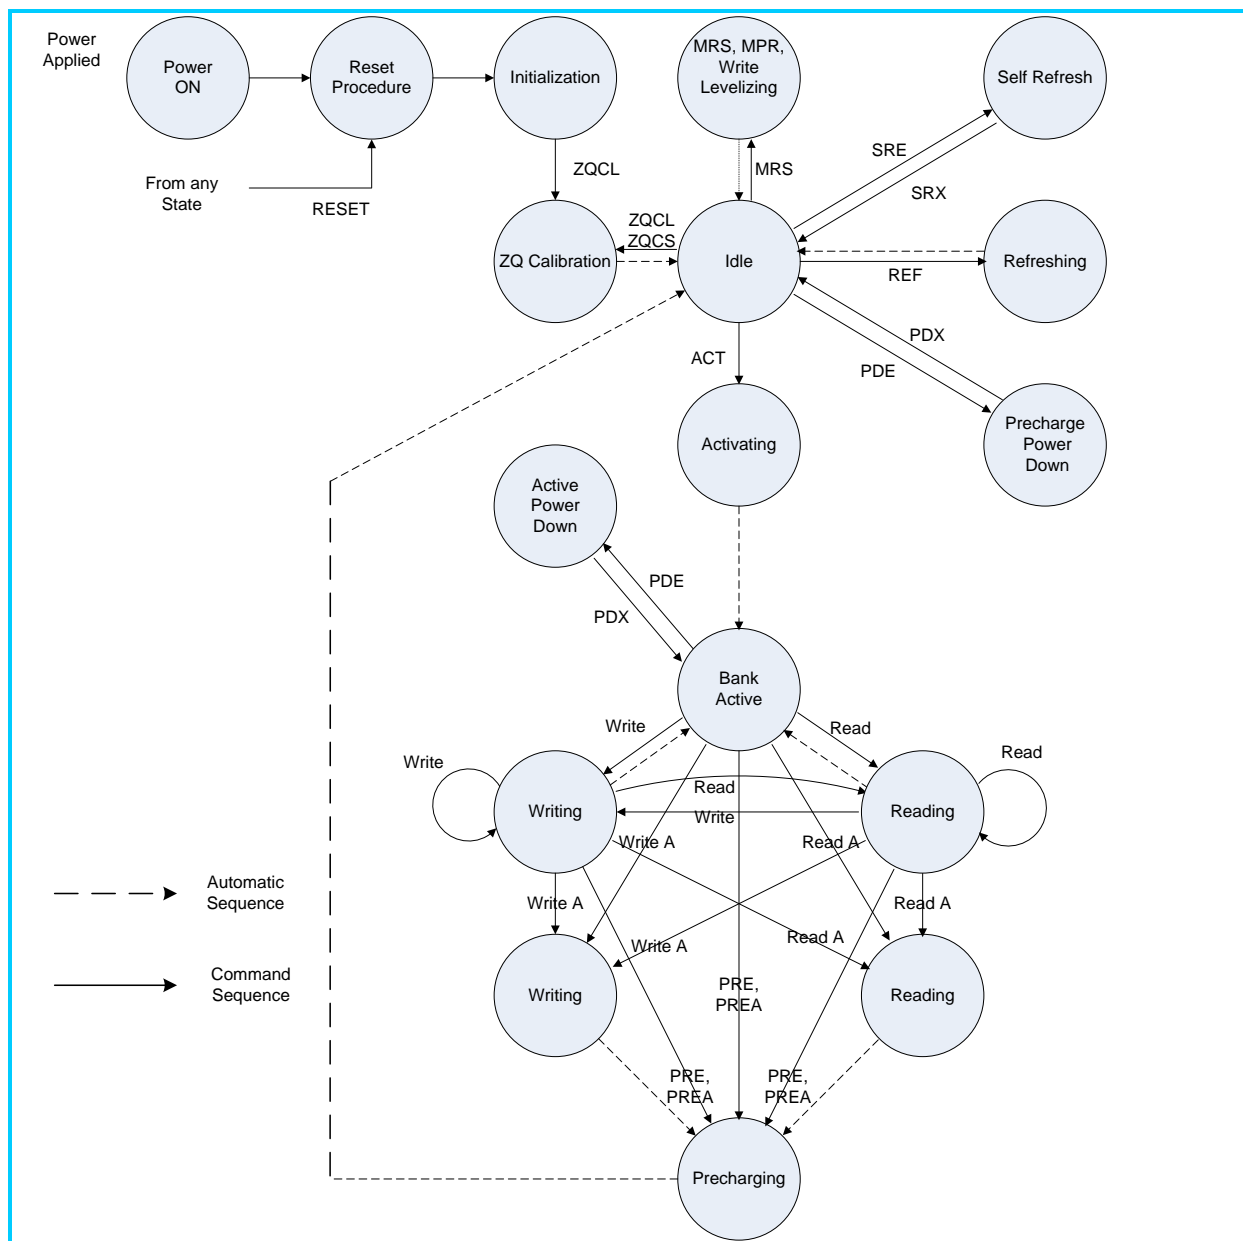 Power
Applied
Power
ON
Reset
Procedure
Initialization
MRS, MPR,
Write
Levelizing
Self Refresh
From any
State
RESET
ZQCL
MRS
SRE
SRX
ZQCL
ZQCS
ZQ Calibration
Idle
REF
Refreshing
ACT
PDX
PDE
Activating
Precharge
Power
Down
Active
Power
Down
PDE
PDX
Bank
Active
Write
Read
Write
Read
Writing
Read
Write
Reading
Write A
Read A
Automatic
Sequence
Write A
Read A
Write A
Read A
Command
Sequence
Writing
PRE,
PREA
Reading
PRE,
PREA
PRE,
PREA
Precharging